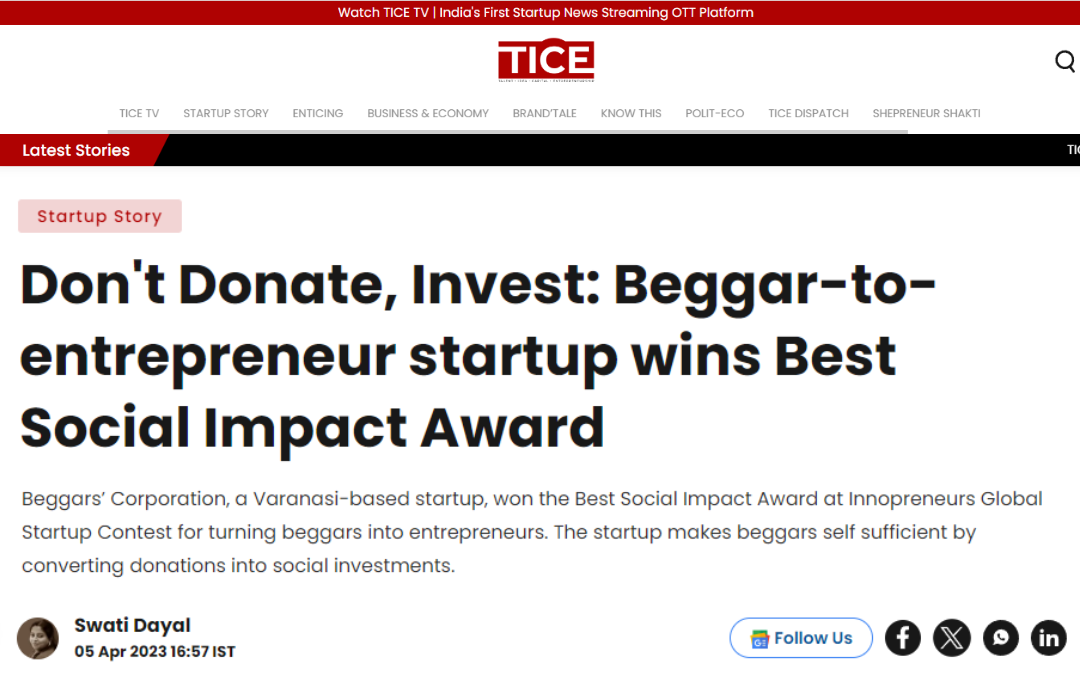 Watch TICE TV | India's First Startup News Streaming OTT Platform
TICE
TICE TV STARTUP STORY ENTICING BUSINESS & ECONOMY BRAND'TALE KNOW THIS POLIT-ECO TICE DISPATCH SHEPRENEUR SHAKTI
Latest Stories
Startup Story
Don't Donate, Invest: Beggar-to-
entrepreneur startup wins Best
Social Impact Award
Beggars’ Corporation, a Varanasi-based startup, won the Best Social Impact Award at Innopreneurs Global
Startup Contest for turning beggars into entrepreneurs. The startup makes beggars self sufficient by
converting donations into social investments.
Swati Dayal
05 Apr 2023 16:57 IST
Follow Us